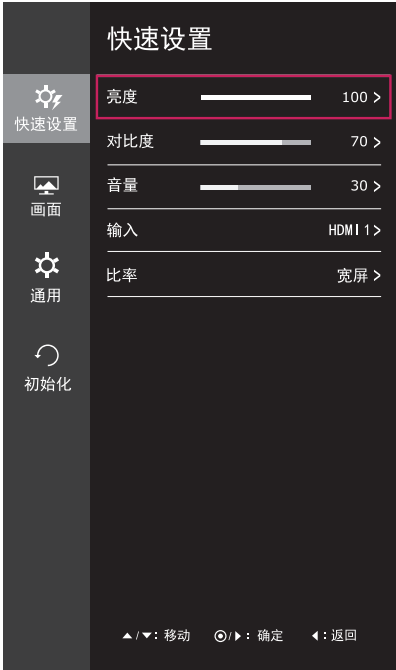 快速设置
快速设置
画面
通用
初始化
亮度 100 >
对比度 70 >
音量 30 >
输入 HDMI 1 >
比率 宽屏 >
▲/▼: 移动 ◉/▶: 确定 ◀: 返回